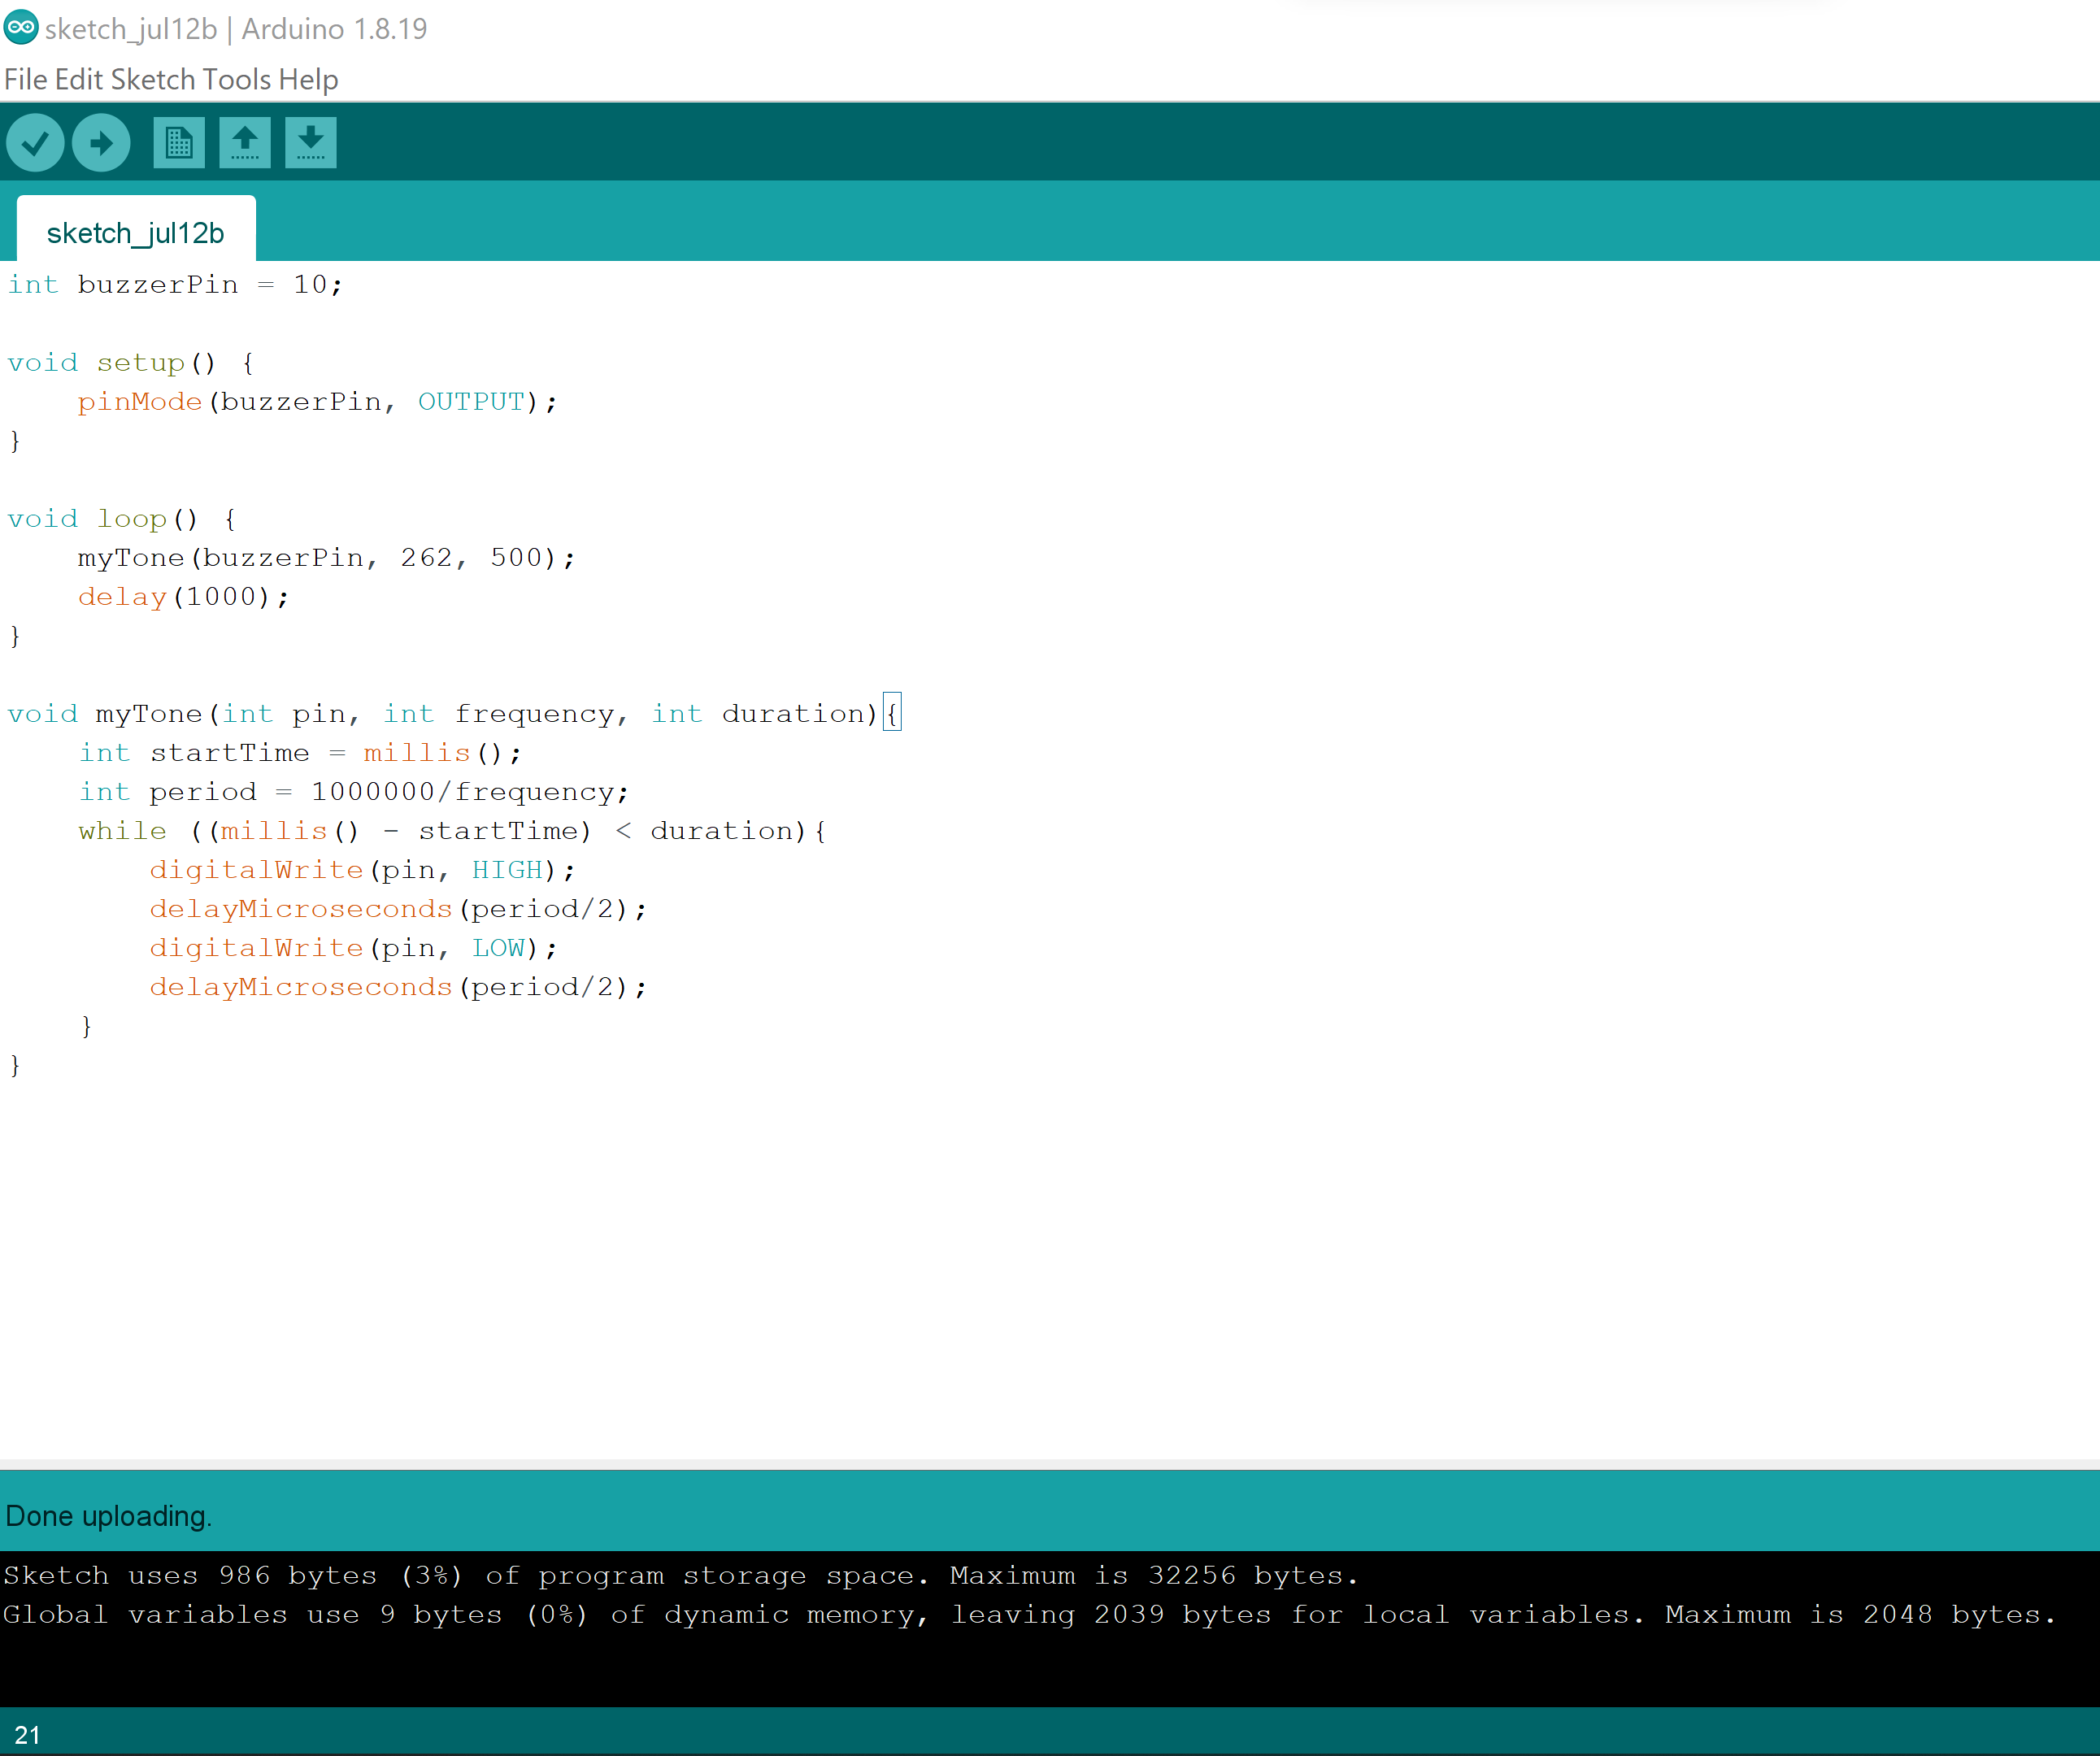 sketch_jul12b | Arduino 1.8.19
File Edit Sketch Tools Help
sketch_jul12b
int buzzerPin = 10;
void setup() {
    pinMode(buzzerPin, OUTPUT);
}
void loop() {
    myTone(buzzerPin, 262, 500);
    delay(1000);
}
void myTone(int pin, int frequency, int duration){
    int startTime = millis();
    int period = 1000000/frequency;
    while ((millis() - startTime) < duration){
        digitalWrite(pin, HIGH);
        delayMicroseconds(period/2);
        digitalWrite(pin, LOW);
        delayMicroseconds(period/2);
    }
}
Done uploading.
Sketch uses 986 bytes (3%) of program storage space. Maximum is 32256 bytes.
Global variables use 9 bytes (0%) of dynamic memory, leaving 2039 bytes for local variables. Maximum is 2048 bytes.
21